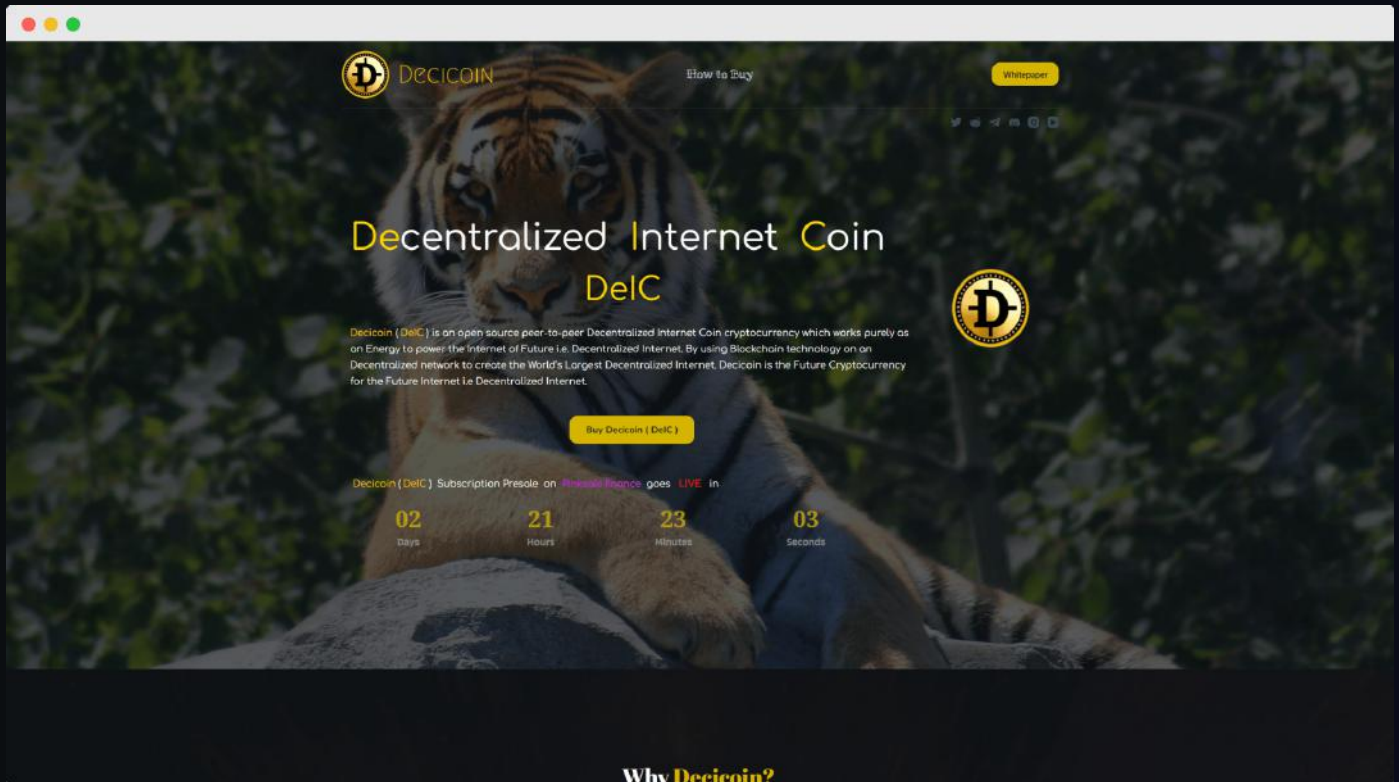 DECICOIN
How to Buy
Whitepaper
Decentralized Internet Coin
DeIC
Decicoin ( DeIC ) is an open source peer-to-peer Decentralized Internet Coin cryptocurrency which works purely as
on Energy to power the Internet of Future i.e. Decentralized Internet. By using Blockchain technology on an
Decentralized network to create the World's Largest Decentralized Internet. Decicoin is the Future Cryptocurrency
for the Future Internet i.e Decentralized Internet.
Buy Decicoin ( DeIC )
Decicoin ( DeIC ) Subscription Presale on finance goes LIVE in
02 21 23 03
Days Hours Minutes Seconds
Why Decicoin?